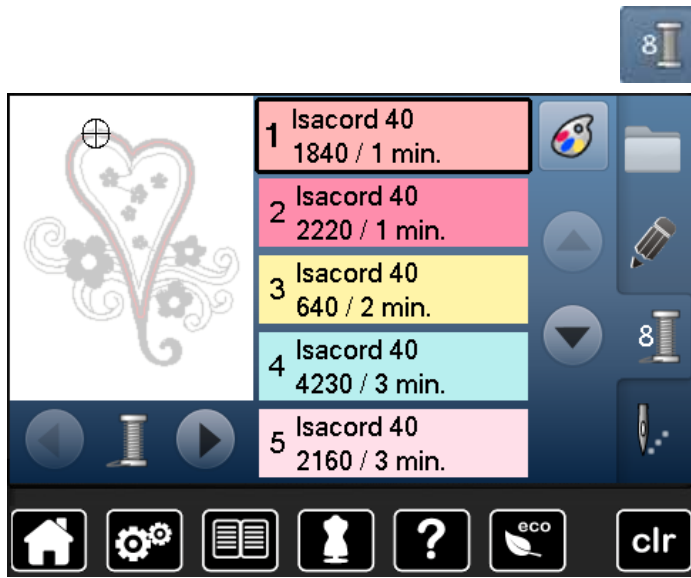 8
1 Isacord 40
1840 / 1 min.
2 Isacord 40
2220 / 1 min.
3 Isacord 40
640 / 2 min.
4 Isacord 40
4230 / 3 min.
5 Isacord 40
2160 / 3 min.
8
?
eco
clr